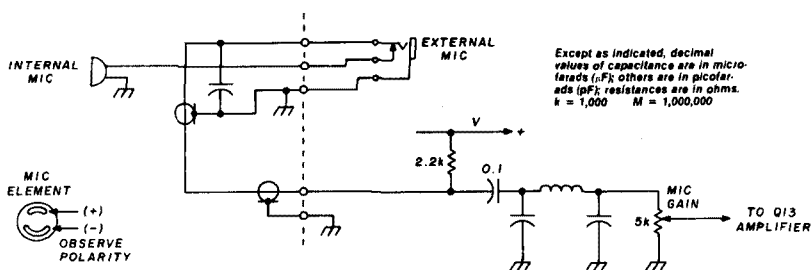 INTERNAL
MIC
EXTERNAL
MIC
Except as indicated, decimal
values of capacitance are in micro-
farads (μF); others are in picofar-
ads (pF); resistances are in ohms.
k = 1,000 M = 1,000,000
V
+
2.2k
0.1
MIC
ELEMENT
(+)
(-)
OBSERVE
POLARITY
MIC
GAIN
5k
TO Q13
AMPLIFIER